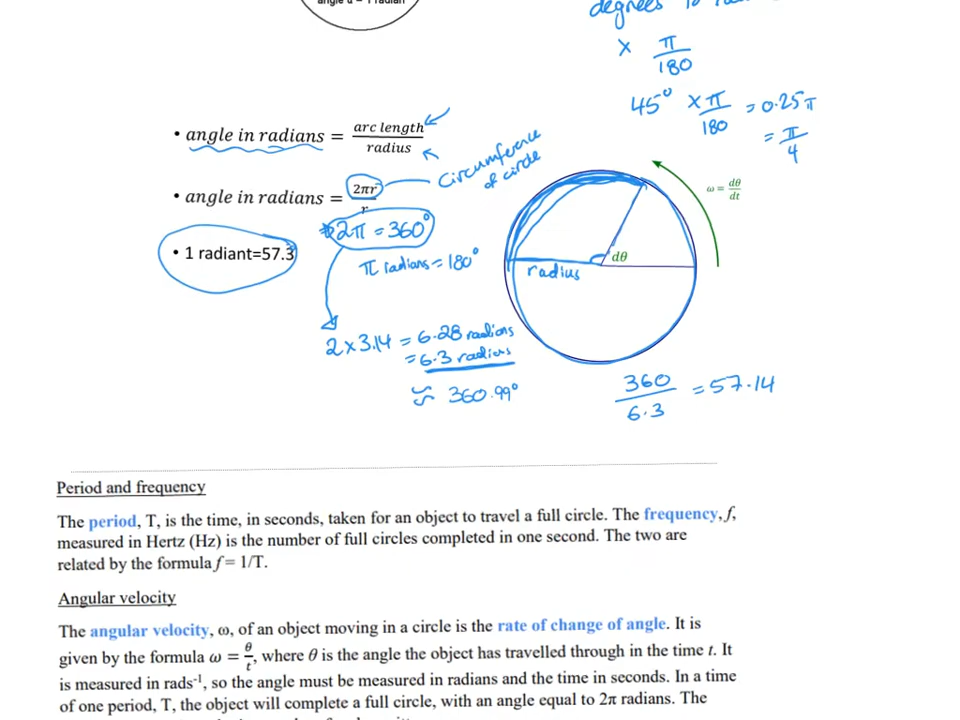 angle α = 1 radian
degrees to
× π/180
45° × π/180 = 0.25π
= π/4
• angle in radians = arc length/radius
Circumference
of circle
• angle in radians = 2πr/r
ω = dθ/dt
2π = 360°
• 1 radiant=57.3
π radians = 180°
dθ
radius
2 × 3.14 = 6.28 radians
= 6.3 radians
≈ 360.99°
360/6.3 = 57.14
Period and frequency
The period, T, is the time, in seconds, taken for an object to travel a full circle. The frequency, f,
measured in Hertz (Hz) is the number of full circles completed in one second. The two are
related by the formula f = 1/T.
Angular velocity
The angular velocity, ω, of an object moving in a circle is the rate of change of angle. It is
given by the formula ω = θ/t, where θ is the angle the object has travelled through in the time t. It
is measured in rads⁻¹, so the angle must be measured in radians and the time in seconds. In a time
of one period, T, the object will complete a full circle, with an angle equal to 2π radians. The